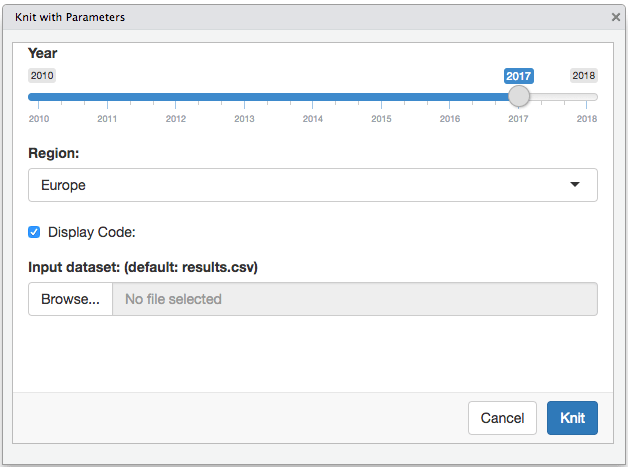 Knit with Parameters
Year
2010 2017 2018
2010 2011 2012 2013 2014 2015 2016 2017 2018
Region:
Europe
Display Code:
Input dataset: (default: results.csv)
Browse... No file selected
Cancel Knit